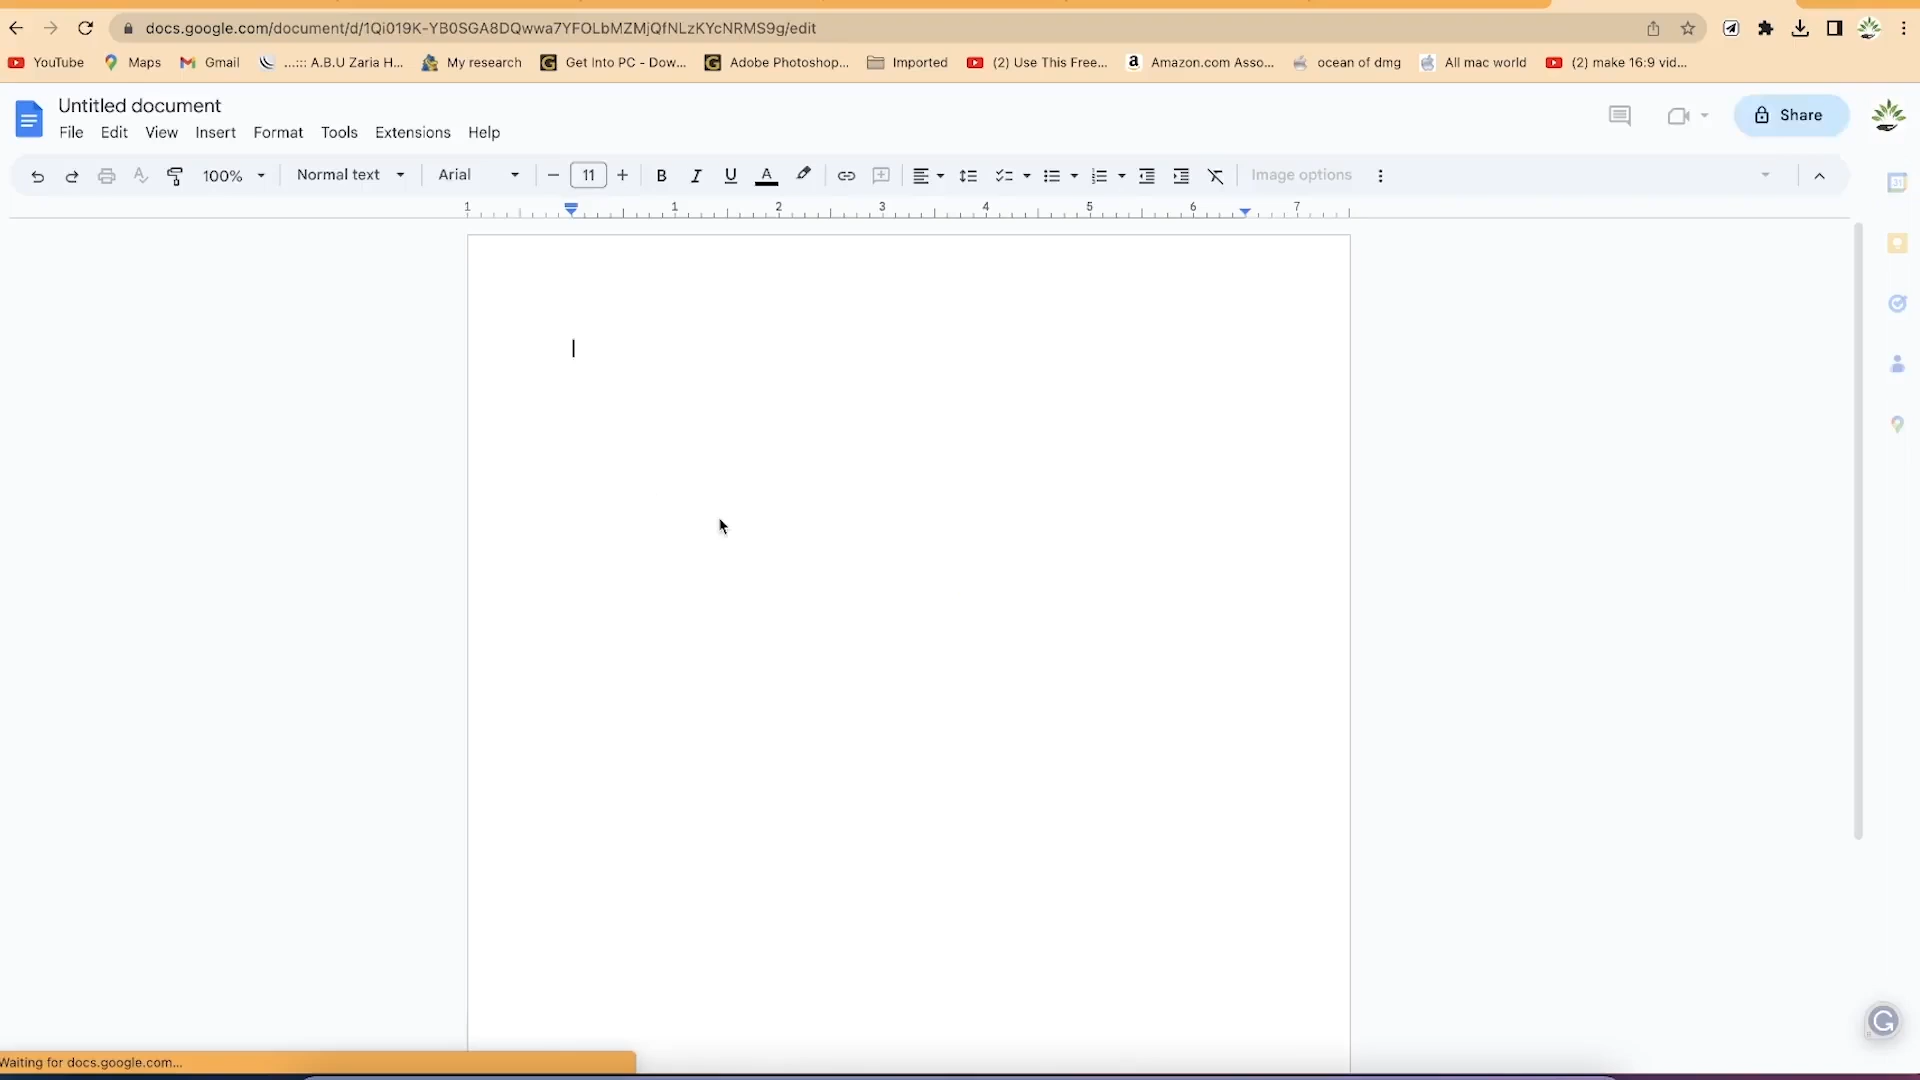 docs.google.com/document/d/1Qi019K-YB0SGA8DQwwa7YFOLbMZMjQfNLzKYcNRMS9g/edit
YouTube Maps Gmail ...::: A.B.U Zaria H... My research Get Into PC - Dow... Adobe Photoshop... Imported (2) Use This Free... Amazon.com Asso... ocean of dmg All mac world (2) make 16:9 vid...
Untitled document
File Edit View Insert Format Tools Extensions Help
Share
100% Normal text Arial 11 B I U A Image options
1 1 2 3 4 5 6 7
Waiting for docs.google.com...